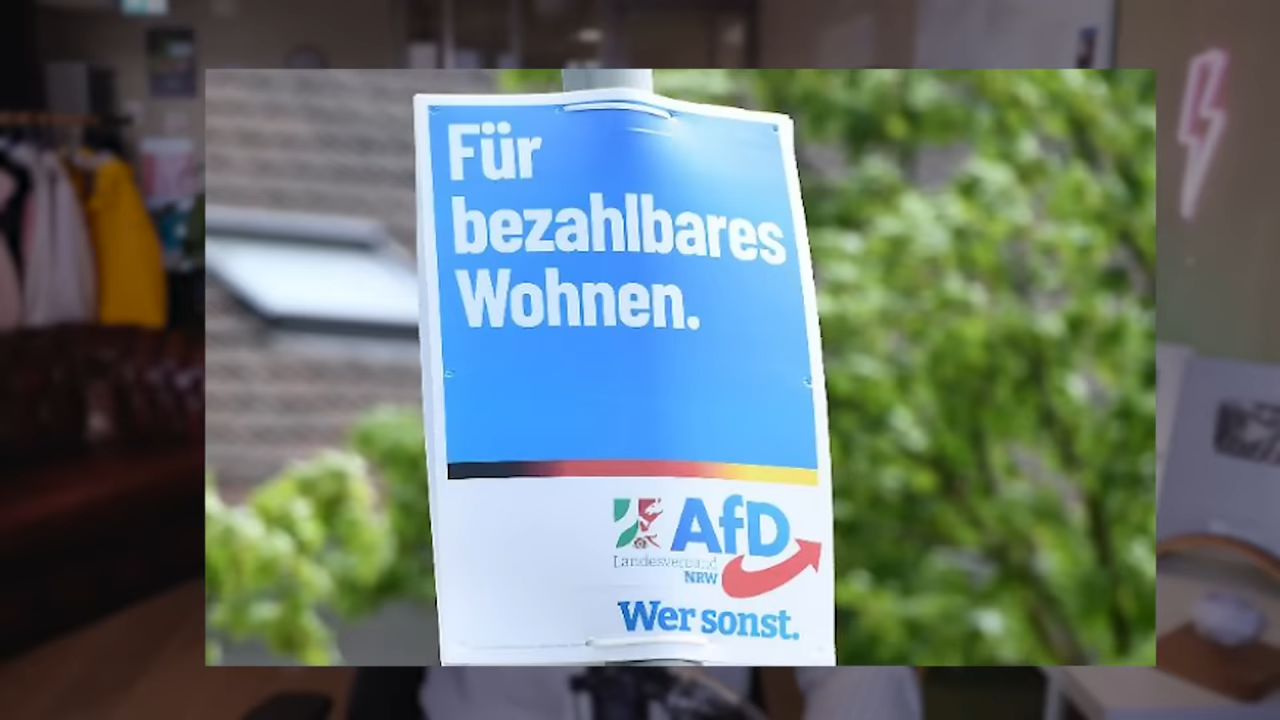 Für
bezahlbares
Wohnen.
AfD
Landesverband
NRW
Wer sonst.